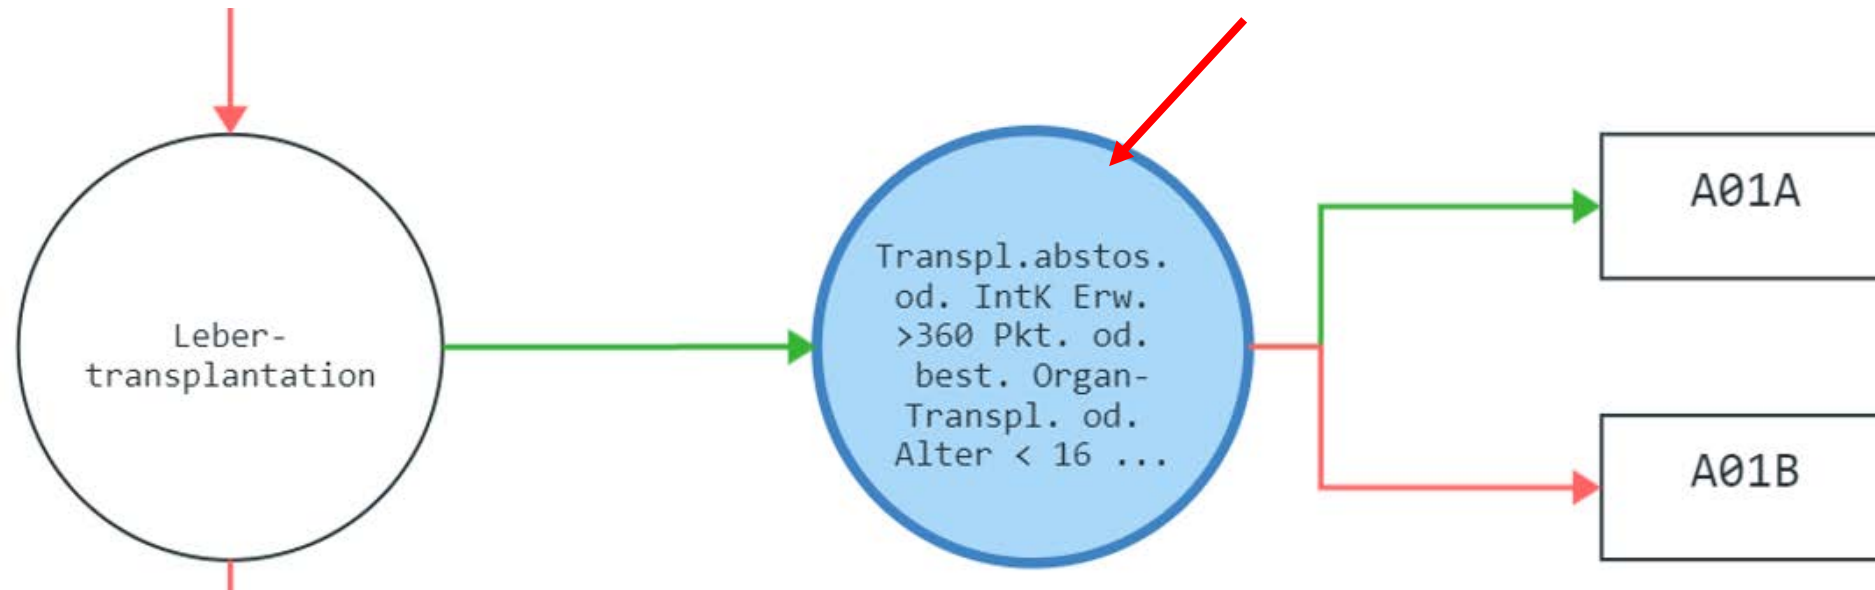 Leber-
transplantation
Transpl.abstos.
od. IntK Erw.
>360 Pkt. od.
best. Organ-
Transpl. od.
Alter < 16 ...
A01A
A01B